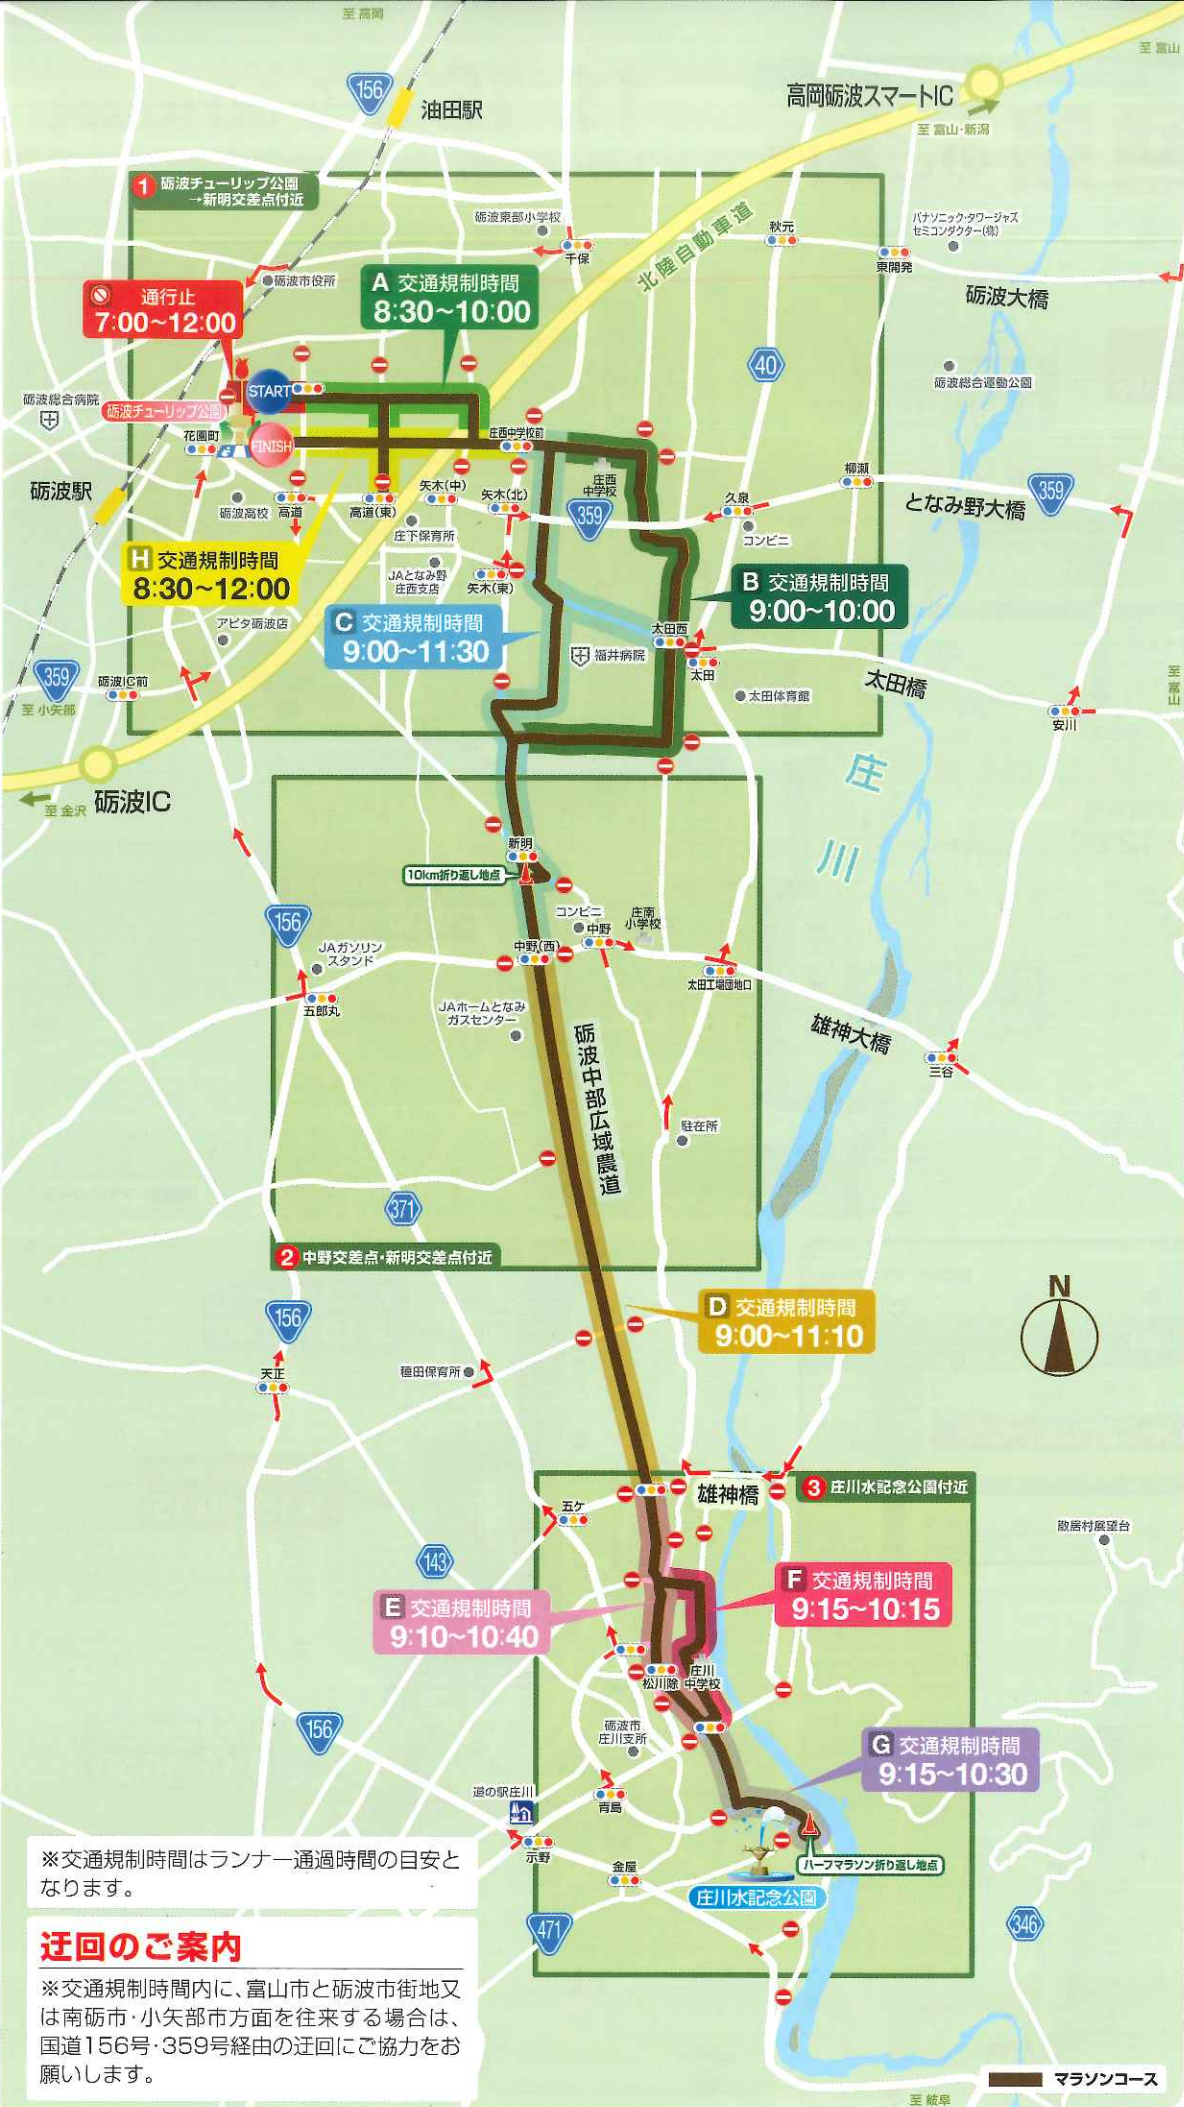 至 高岡
至 富山
156
油田駅
高岡砺波スマートIC
至 富山・新潟
1 砺波チューリップ公園
→新明交差点付近
砺波東部小学校
千保
秋元
パナソニック・タワージャズ
セミコンダクター(株)
東開発
北陸自動車道
砺波市役所
砺波大橋
通行止
7:00〜12:00
A 交通規制時間
8:30〜10:00
40
砺波総合運動公園
砺波総合病院
START
砺波チューリップ公園
花園町
FINISH
庄西中学校前
庄西
中学校
柳瀬
359
砺波駅
砺波高校
高道
高道(東)
矢木(中)
矢木(北)
359
久泉
コンビニ
となみ野大橋
庄下保育所
H 交通規制時間
8:30〜12:00
JAとなみ野
庄西支店
矢木(東)
B 交通規制時間
9:00〜10:00
アピタ砺波店
C 交通規制時間
9:00〜11:30
太田西
福井病院
太田
太田橋
359
至 小矢部
砺波IC前
太田体育館
安川
至 富山
砺波IC
至 金沢
庄川
新明
10km折り返し地点
156
コンビニ
中野
庄南
小学校
JAガソリン
スタンド
中野(西)
太田工場団地口
五郎丸
JAホームとなみ
ガスセンター
砺波中部広域農道
雄神大橋
三谷
駐在所
371
2 中野交差点・新明交差点付近
D 交通規制時間
9:00〜11:10
N
156
天正
種田保育所
雄神橋
3 庄川水記念公園付近
五ケ
散居村展望台
143
E 交通規制時間
9:10〜10:40
F 交通規制時間
9:15〜10:15
松川除
庄川
中学校
156
砺波市
庄川支所
G 交通規制時間
9:15〜10:30
道の駅庄川
青島
示野
ハーフマラソン折り返し地点
金屋
庄川水記念公園
471
346
※交通規制時間はランナー通過時間の目安と
なります。
迂回のご案内
※交通規制時間内に、富山市と砺波市街地又
は南砺市・小矢部市方面を往来する場合は、
国道156号・359号経由の迂回にご協力をお
願いします。
マラソンコース
至 岐阜